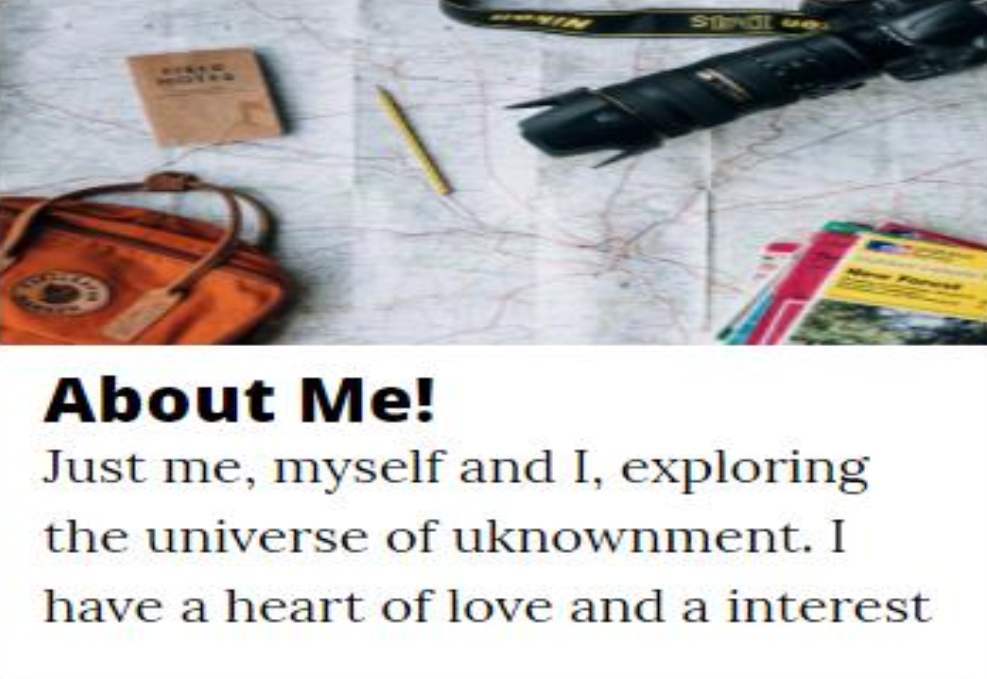 Nikon
FIELD
NOTES
New Forest
About Me!
Just me, myself and I, exploring
the universe of uknownment. I
have a heart of love and a interest